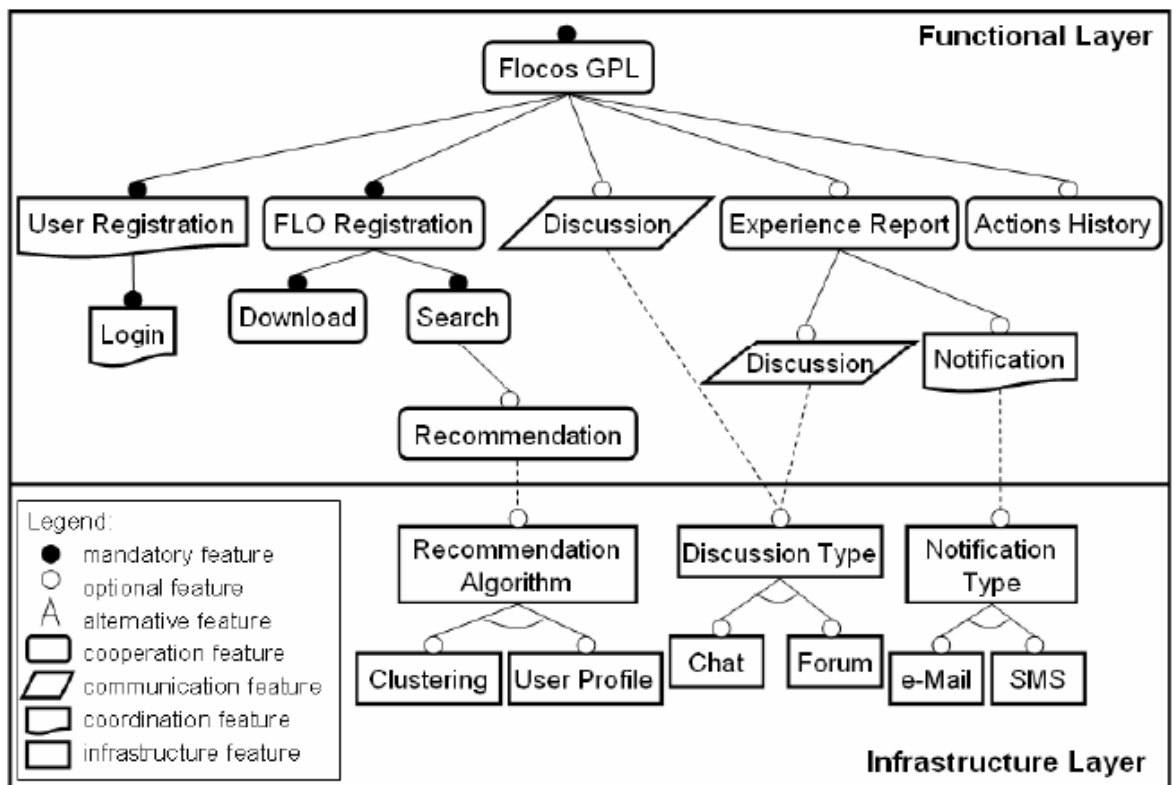 Functional Layer
Flocos GPL
User Registration
FLO Registration
Discussion
Experience Report
Actions History
Login
Download
Search
Discussion
Notification
Recommendation
Legend:
mandatory feature
optional feature
alternative feature
cooperation feature
communication feature
coordination feature
infrastructure feature
Recommendation
Algorithm
Discussion Type
Notification
Type
Clustering
User Profile
Chat
Forum
e-Mail
SMS
Infrastructure Layer